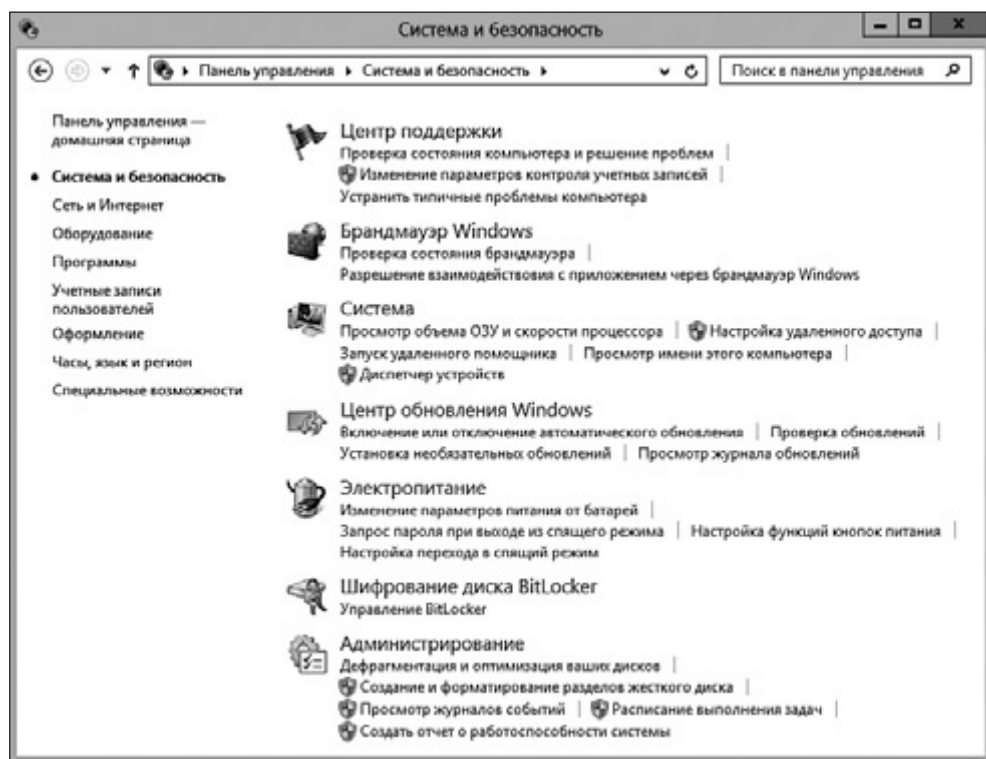 Система и безопасность
Панель управления ▸ Система и безопасность ▸
Поиск в панели управления
Панель управления —
домашняя страница
• Система и безопасность
Сеть и Интернет
Оборудование
Программы
Учетные записи
пользователей
Оформление
Часы, язык и регион
Специальные возможности
Центр поддержки
Проверка состояния компьютера и решение проблем |
Изменение параметров контроля учетных записей |
Устранить типичные проблемы компьютера
Брандмауэр Windows
Проверка состояния брандмауэра |
Разрешение взаимодействовия с приложением через брандмауэр Windows
Система
Просмотр объема ОЗУ и скорости процессора | Настройка удаленного доступа |
Запуск удаленного помощника | Просмотр имени этого компьютера |
Диспетчер устройств
Центр обновления Windows
Включение или отключение автоматического обновления | Проверка обновлений |
Установка необязательных обновлений | Просмотр журнала обновлений
Электропитание
Изменение параметров питания от батарей |
Запрос пароля при выходе из спящего режима | Настройка функций кнопок питания |
Настройка перехода в спящий режим
Шифрование диска BitLocker
Управление BitLocker
Администрирование
Дефрагментация и оптимизация ваших дисков |
Создание и форматирование разделов жесткого диска |
Просмотр журналов событий | Расписание выполнения задач |
Создать отчет о работоспособности системы